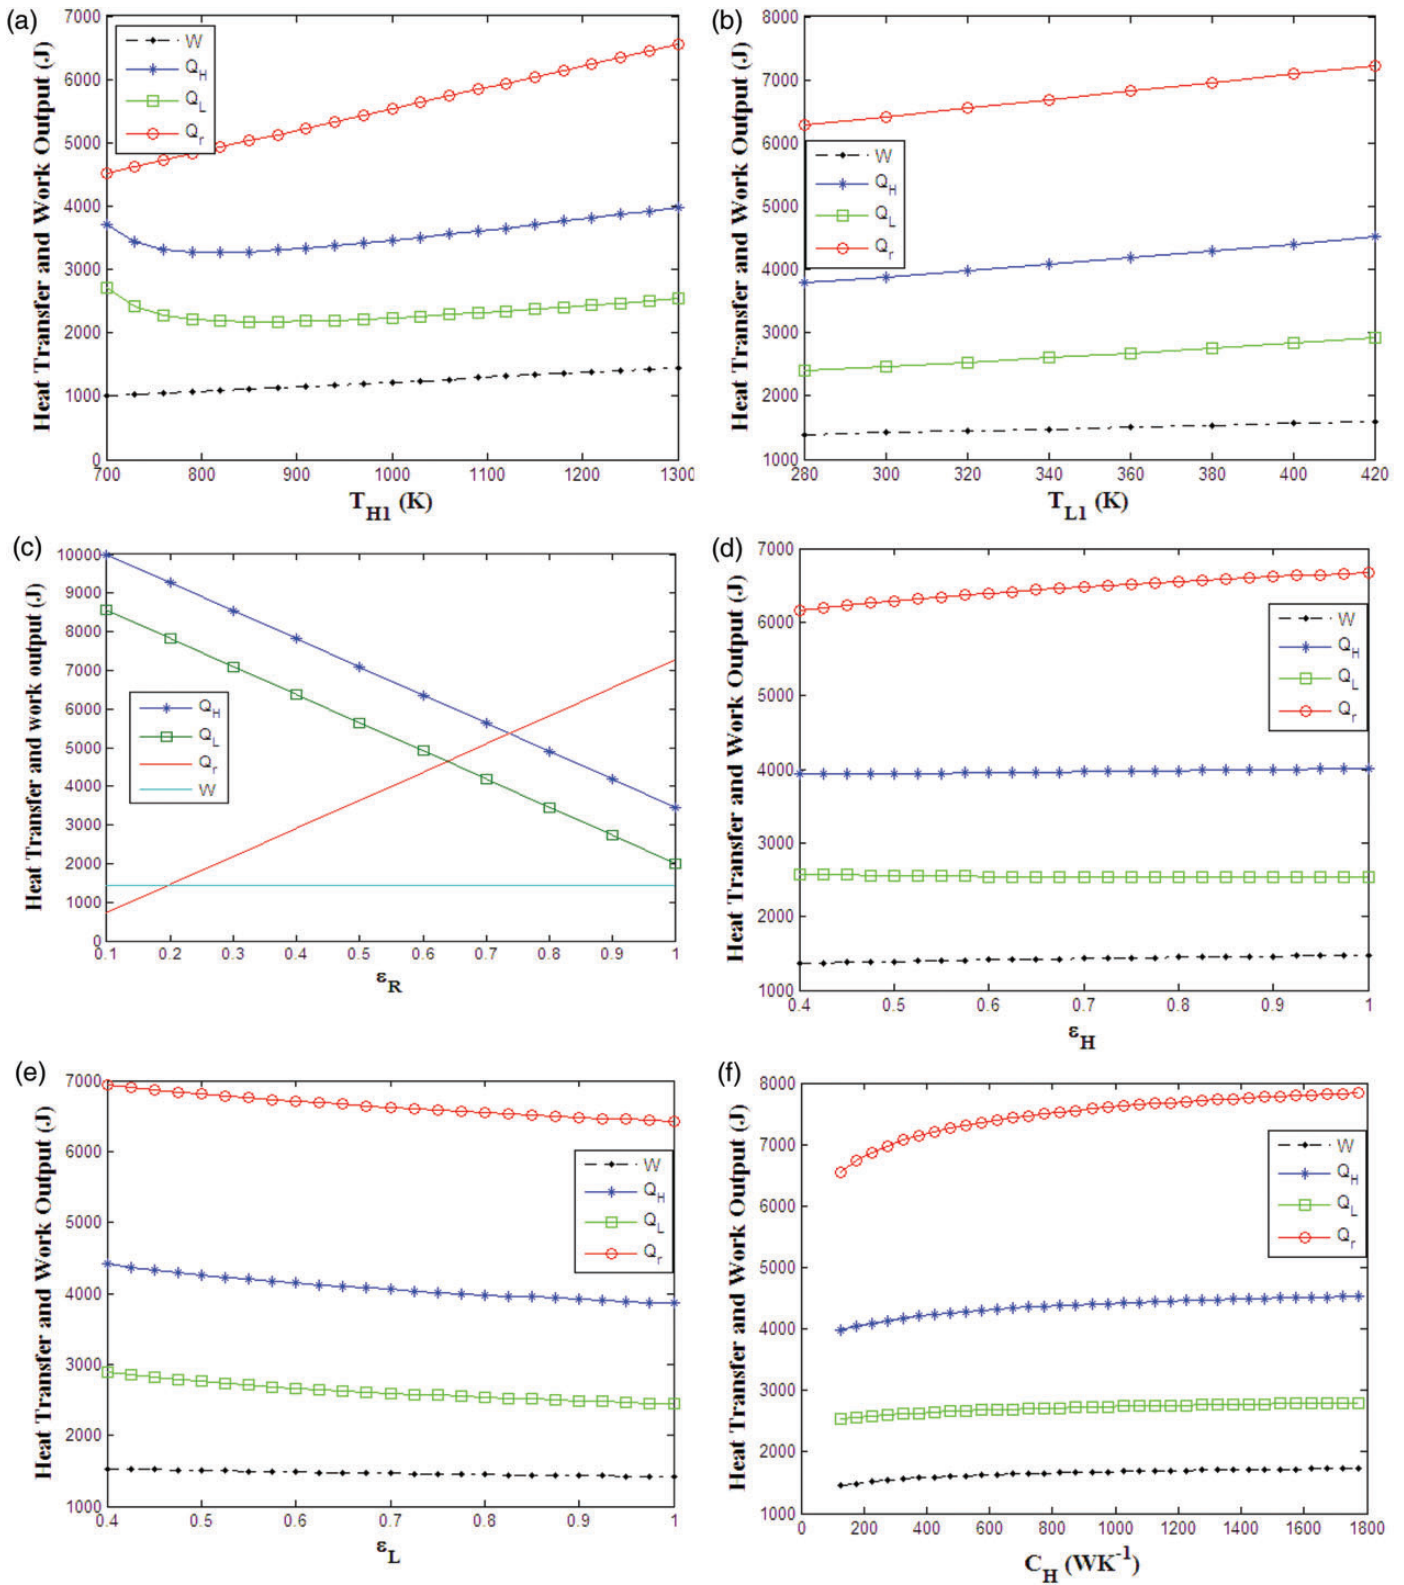 (a)
Heat Transfer and Work Output (J)
7000
6000
5000
4000
3000
2000
1000
0
W
Q_H
Q_L
Q_r
700 800 900 1000 1100 1200 1300
T_H1 (K)
(b)
Heat Transfer and Work Output (J)
8000
7000
6000
5000
4000
3000
2000
1000
W
Q_H
Q_L
Q_r
280 300 320 340 360 380 400 420
T_L1 (K)
(c)
Heat Transfer and work output (J)
10000
9000
8000
7000
6000
5000
4000
3000
2000
1000
0
Q_H
Q_L
Q_r
W
0.1 0.2 0.3 0.4 0.5 0.6 0.7 0.8 0.9 1
ε_R
(d)
Heat Transfer and Work Output (J)
7000
6000
5000
4000
3000
2000
1000
W
Q_H
Q_L
Q_r
0.4 0.5 0.6 0.7 0.8 0.9 1
ε_H
(e)
Heat Transfer and Work Output (J)
7000
6000
5000
4000
3000
2000
1000
W
Q_H
Q_L
Q_r
0.4 0.5 0.6 0.7 0.8 0.9 1
ε_L
(f)
Heat Transfer and Work Output (J)
8000
7000
6000
5000
4000
3000
2000
1000
W
Q_H
Q_L
Q_r
0 200 400 600 800 1000 1200 1400 1600 1800
C_H (WK⁻¹)